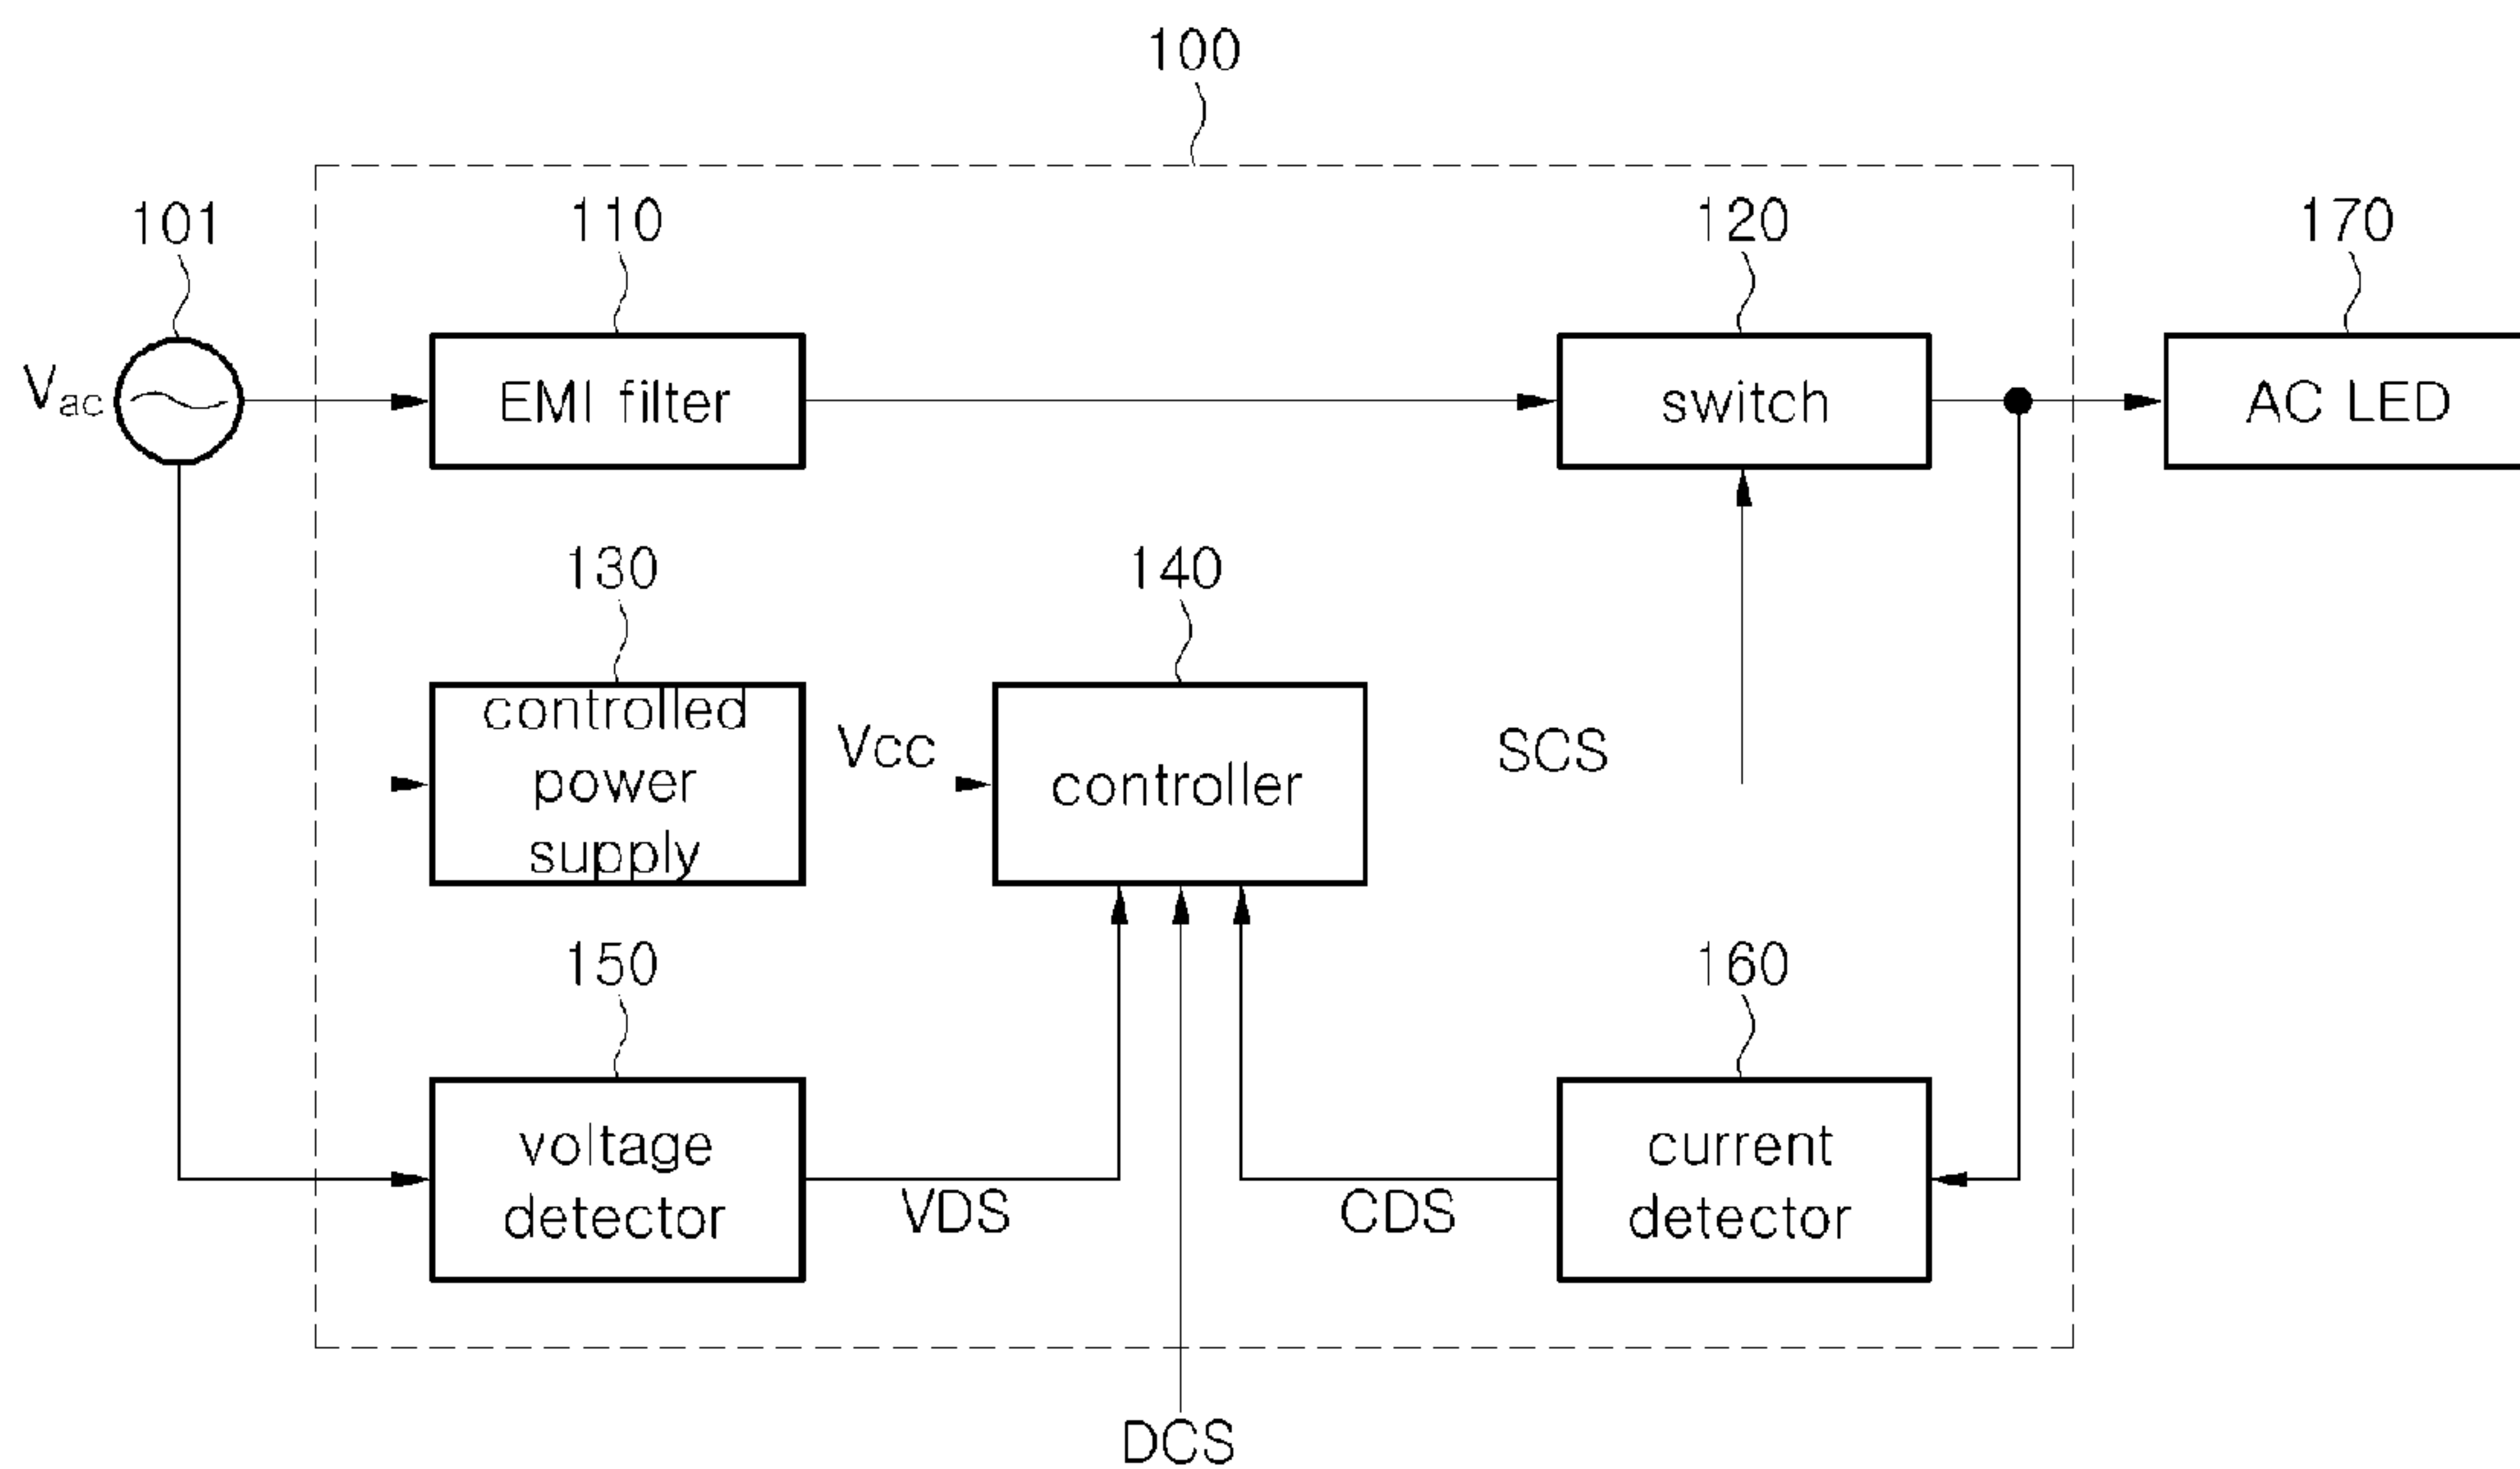 100
101
110
120
170
Vac
EMI filter
switch
AC LED
130
140
controlled
power
supply
Vcc
controller
SCS
150
160
voltage
detector
VDS
CDS
current
detector
DCS